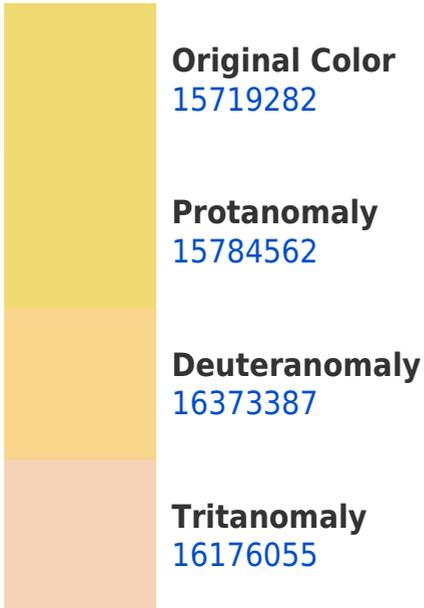 Original Color
15719282
Protanomaly
15784562
Deuteranomaly
16373387
Tritanomaly
16176055